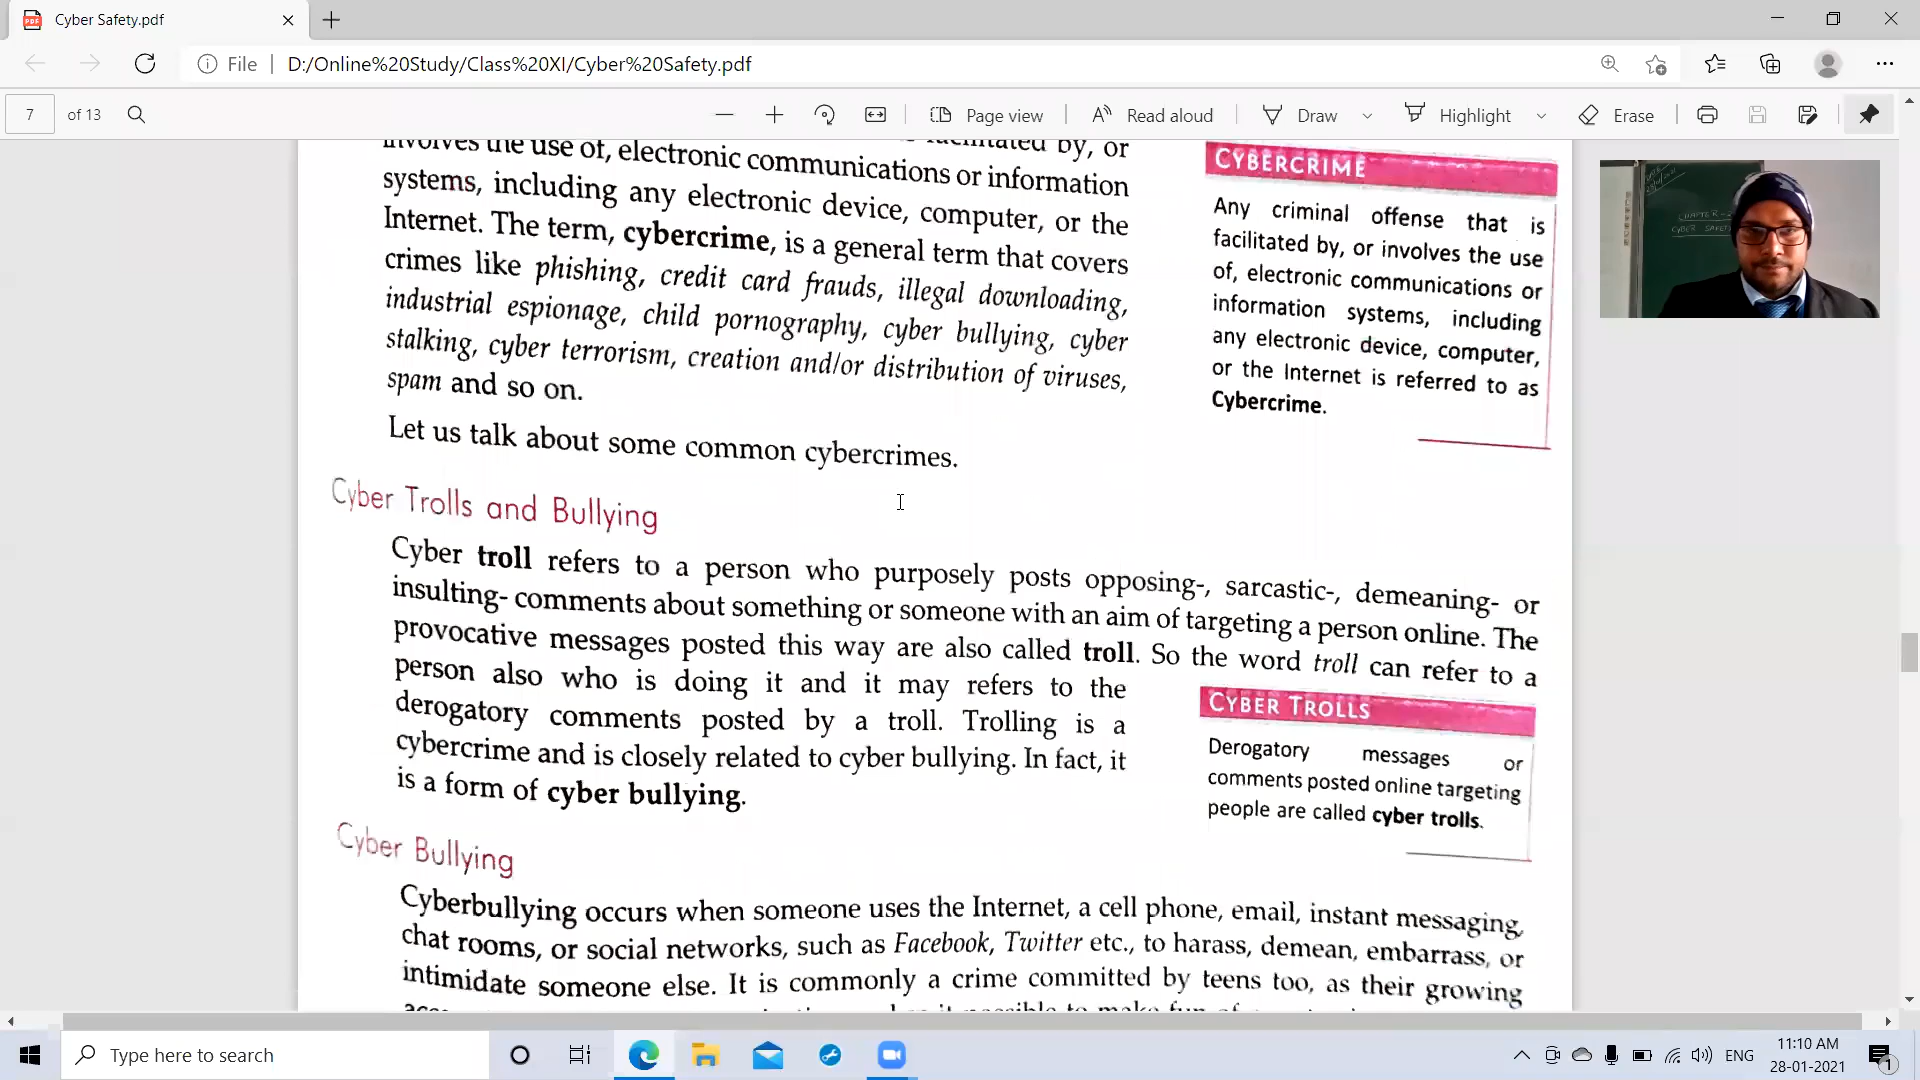 Cyber Safety.pdf
File
D:/Online%20Study/Class%20XI/Cyber%20Safety.pdf
7 of 13
Page view
Read aloud
Draw
Highlight
Erase
involves the use of, electronic communications or information
systems, including any electronic device, computer, or the
Internet. The term, cybercrime, is a general term that covers
crimes like phishing, credit card frauds, illegal downloading,
industrial espionage, child pornography, cyber bullying, cyber
stalking, cyber terrorism, creation and/or distribution of viruses,
spam and so on.
Let us talk about some common cybercrimes.
CYBERCRIME
Any criminal offense that is
facilitated by, or involves the use
of, electronic communications or
information systems, including
any electronic device, computer,
or the Internet is referred to as
Cybercrime.
CHAPTER-2
CYBER SAFETY
Cyber Trolls and Bullying
Cyber troll refers to a person who purposely posts opposing-, sarcastic-, demeaning- or
insulting- comments about something or someone with an aim of targeting a person online. The
provocative messages posted this way are also called troll. So the word troll can refer to a
person also who is doing it and it may refers to the
derogatory comments posted by a troll. Trolling is a
cybercrime and is closely related to cyber bullying. In fact, it
is a form of cyber bullying.
CYBER TROLLS
Derogatory messages or
comments posted online targeting
people are called cyber trolls.
Cyber Bullying
Cyberbullying occurs when someone uses the Internet, a cell phone, email, instant messaging,
chat rooms, or social networks, such as Facebook, Twitter etc., to harass, demean, embarrass, or
intimidate someone else. It is commonly a crime committed by teens too, as their growing
Type here to search
ENG
11:10 AM
28-01-2021
1